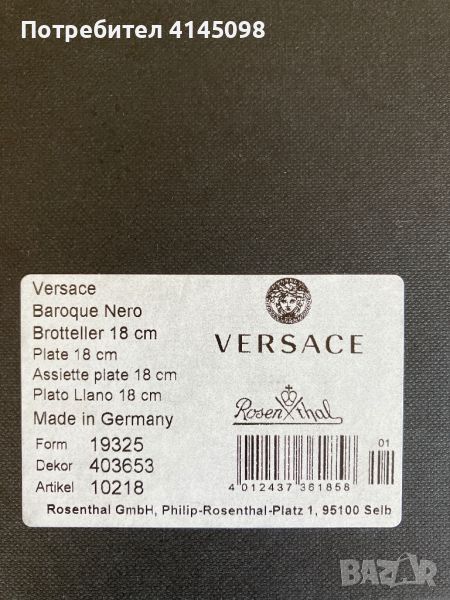 Потребител 4145098
Versace
Baroque Nero
Brotteller 18 cm
Plate 18 cm
Assiette plate 18 cm
Plato Llano 18 cm
Made in Germany
Form 19325
Dekor 403653
Artikel 10218
VERSACE
Rosenthal
01
4 012437 361858
Rosenthal GmbH, Philip-Rosenthal-Platz 1, 95100 Selb
BAZAR